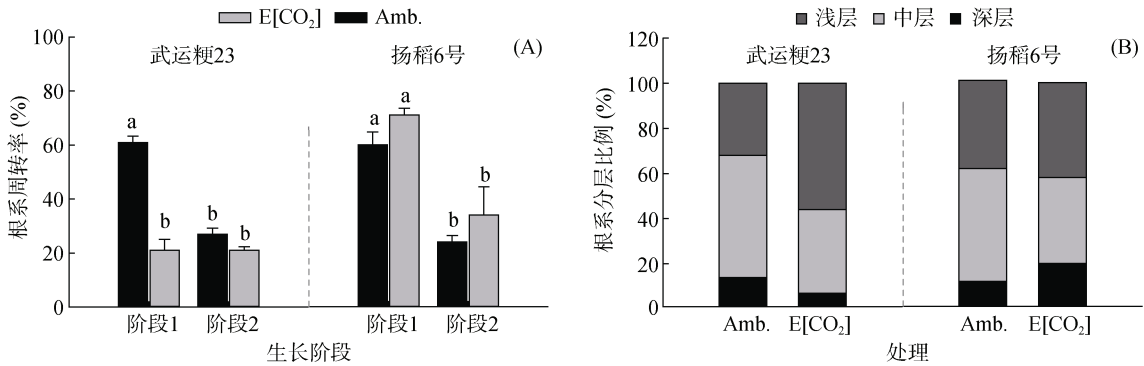 E[CO₂] Amb.
(A)
武运粳23 扬稻6号
根系周转率 (%)
100
80
60
40
20
0
a b b b a a b b
阶段1 阶段2 阶段1 阶段2
生长阶段
浅层 中层 深层
(B)
武运粳23 扬稻6号
根系分层比例 (%)
120
100
80
60
40
20
0
Amb. E[CO₂] Amb. E[CO₂]
处理